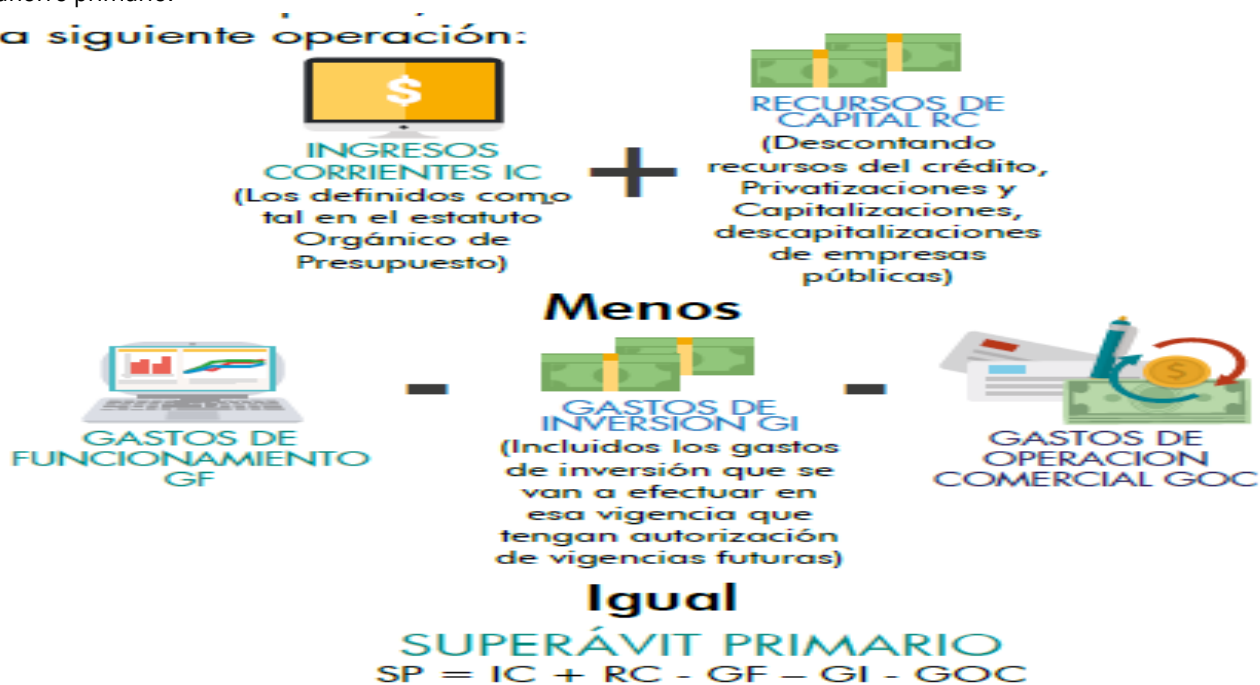 a siguiente operación:
$
INGRESOS
CORRIENTES IC
(Los definidos como
tal en el estatuto
Orgánico de
Presupuesto)
+
RECURSOS DE
CAPITAL RC
(Descontando
recursos del crédito,
Privatizaciones y
Capitalizaciones,
descapitalizaciones
de empresas
públicas)
Menos
GASTOS DE
FUNCIONAMIENTO
GF
-
GASTOS DE
INVERSIÓN GI
(Incluidos los gastos
de inversión que se
van a efectuar en
esa vigencia que
tengan autorización
de vigencias futuras)
-
$
GASTOS DE
OPERACION
COMERCIAL GOC
Igual
SUPERÁVIT PRIMARIO
SP = IC + RC - GF – GI - GOC